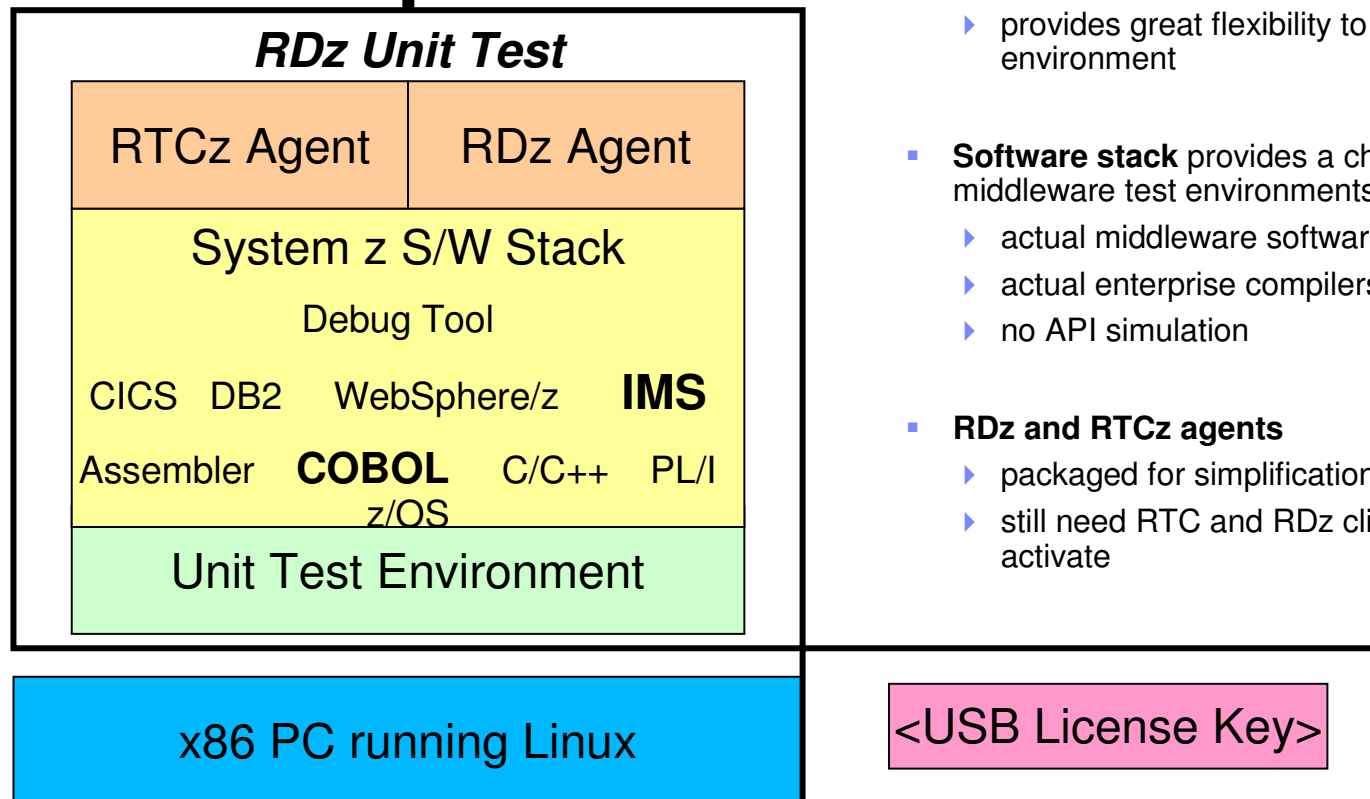 RDz Unit Test
RTCz Agent
RDz Agent
System z S/W Stack
Debug Tool
CICS DB2 WebSphere/z IMS
Assembler COBOL C/C++ PL/I
z/OS
Unit Test Environment
x86 PC running Linux
provides great flexibility to
environment
Software stack provides a
middleware test environments
actual middleware
actual enterprise compilers
no API simulation
RDz and RTCz agents
packaged for simplification
still need RTC and RDz
activate
<USB License Key>